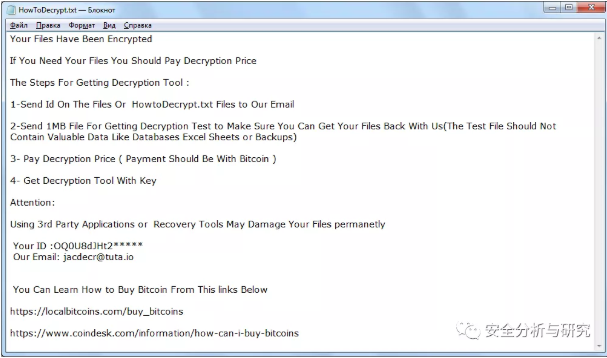 HowToDecrypt.txt — Блокнот
Файл Правка Формат Вид Справка
Your Files Have Been Encrypted
If You Need Your Files You Should Pay Decryption Price
The Steps For Getting Decryption Tool :
1-Send Id On The Files Or HowtoDecrypt.txt Files to Our Email
2-Send 1MB File For Getting Decryption Test to Make Sure You Can Get Your Files Back With Us(The Test File Should Not
Contain Valuable Data Like Databases Excel Sheets or Backups)
3- Pay Decryption Price ( Payment Should Be With Bitcoin )
4- Get Decryption Tool With Key
Attention:
Using 3rd Party Applications or Recovery Tools May Damage Your Files permanetly
Your ID :OQ0U8dJHt2*****
Our Email: jacdecr@tuta.io
You Can Learn How to Buy Bitcoin From This links Below
https://localbitcoins.com/buy_bitcoins
https://www.coindesk.com/information/how-can-i-buy-bitcoins
安全分析与研究